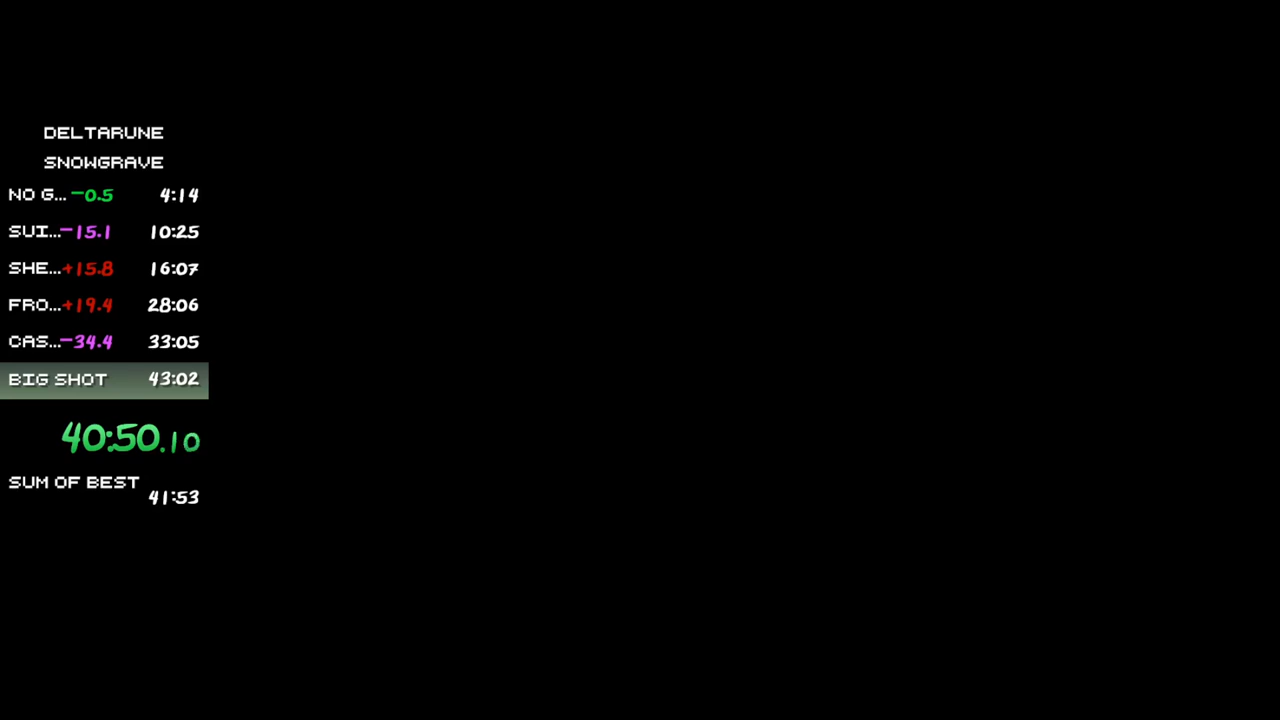 DELTARUNE
SNOWGRAVE
NO G... -0.5 4:14
SUI... -15.1 10:25
SHE... +15.8 16:07
FRO... +19.4 28:06
CAS... -34.4 33:05
BIG SHOT 43:02
40:50.10
SUM OF BEST
41:53